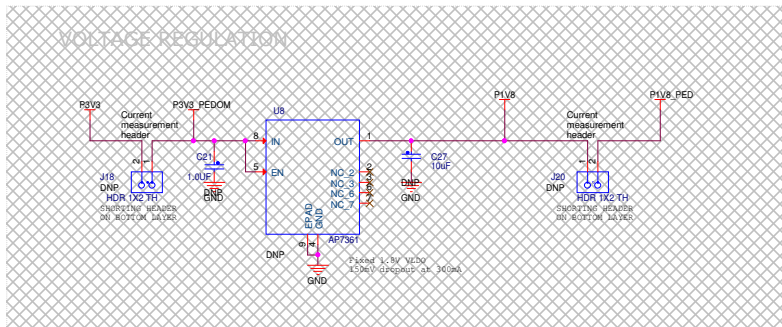 VOLTAGE REGULATION
P3V3
Current
measurement
header
P3V3_PEDOM
U8
P1V8
Current
measurement
header
P1V8_PED
8
IN
OUT
1
2
1
C21
1.0UF
5
EN
C27
10uF
NC_2
2
NC_3
3
NC_6
6
NC_7
7
J18
DNP
HDR 1X2 TH
SHORTING HEADER
ON BOTTOM LAYER
DNP
GND
DNP
GND
1
2
J20
DNP
HDR 1X2 TH
SHORTING HEADER
ON BOTTOM LAYER
EPAD
GND
9
4
AP7361
DNP
Fixed 1.8V VLDO
150mV dropout at 300mA
GND